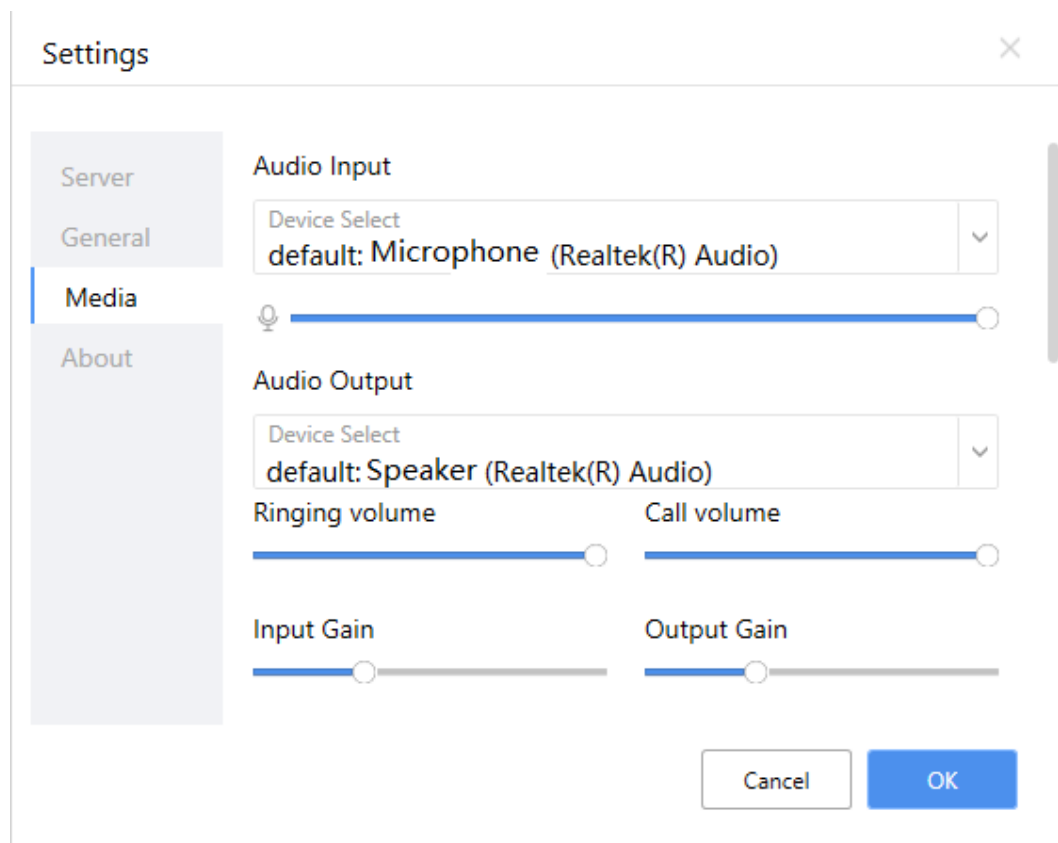 Settings
Server
General
Media
About
Audio Input
Device Select
default: Microphone (Realtek(R) Audio)
Audio Output
Device Select
default: Speaker (Realtek(R) Audio)
Ringing volume
Call volume
Input Gain
Output Gain
Cancel
OK